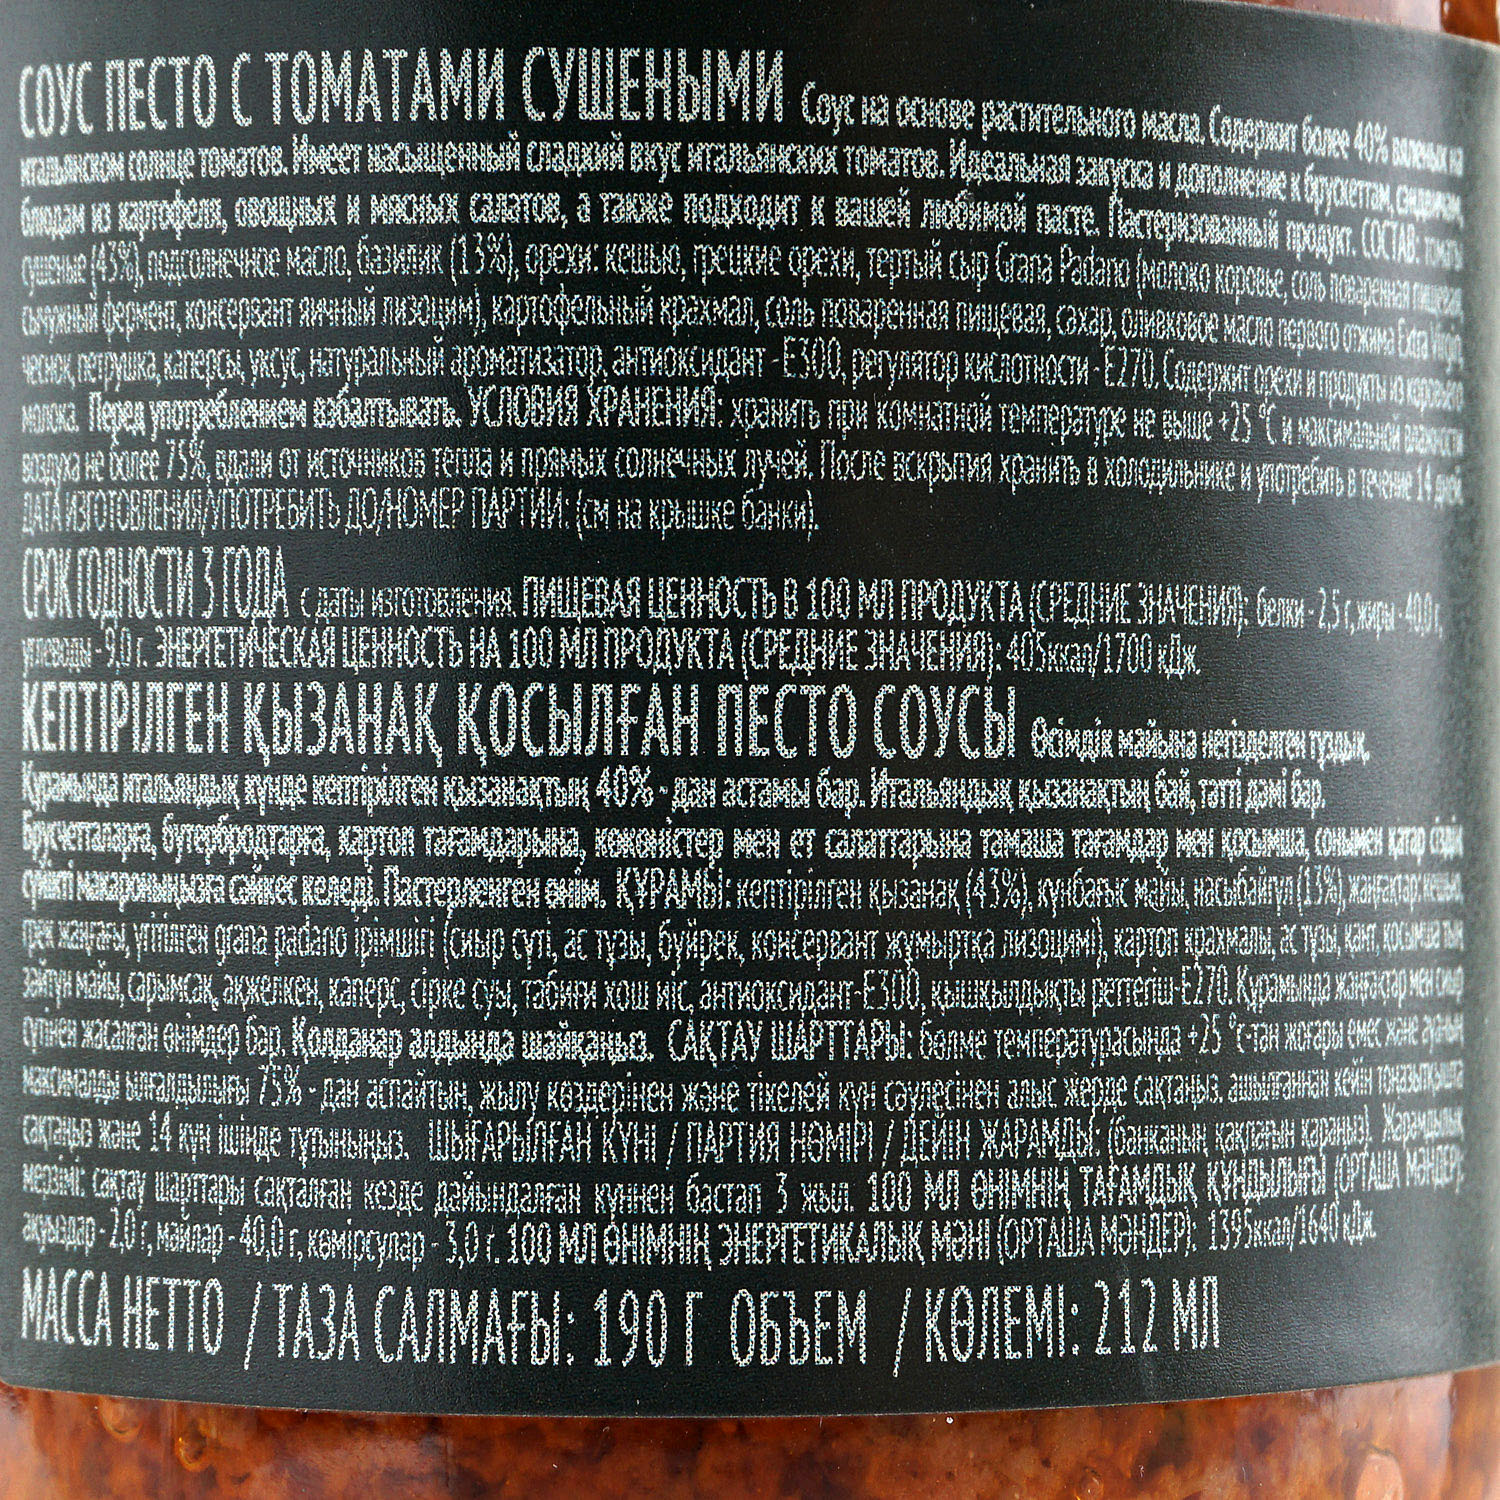 СОУС ПЕСТО С ТОМАТАМИ СУШЕНЫМИ Соус на основе растительного масла. Содержит более 40% вяленых на
итальянском солнце томатов. Имеет насыщенный сладкий вкус итальянских томатов. Идеальная закуска и дополнение к брускеттам, сэндвичам,
блюдам из картофеля, овощных и мясных салатов, а также подходит к вашей любимой пасте. Пастеризованный продукт. СОСТАВ: томаты
сушеные (43%), подсолнечное масло, базилик (13%), орехи: кешью, грецкие орехи, тертый сыр Grana Padano (молоко коровье, соль поваренная пищевая,
сычужный фермент, консервант яичный лизоцим), картофельный крахмал, соль поваренная пищевая, сахар, оливковое масло первого отжима Extra Virgin,
чеснок, петрушка, каперсы, уксус, натуральный ароматизатор, антиоксидант - E300, регулятор кислотности - E270. Содержит орехи и продукты из коровьего
молока. Перед употреблением взбалтывать. УСЛОВИЯ ХРАНЕНИЯ: хранить при комнатной температуре не выше +25 °C и максимальной влажности
воздуха не более 75%, вдали от источников тепла и прямых солнечных лучей. После вскрытия хранить в холодильнике и употребить в течение 14 дней.
ДАТА ИЗГОТОВЛЕНИЯ/УПОТРЕБИТЬ ДО/НОМЕР ПАРТИИ: (см на крышке банки).
СРОК ГОДНОСТИ 3 ГОДА с даты изготовления. ПИЩЕВАЯ ЦЕННОСТЬ В 100 МЛ ПРОДУКТА (СРЕДНИЕ ЗНАЧЕНИЯ): белки - 2,5 г, жиры - 40,0 г,
углеводы - 9,0 г. ЭНЕРГЕТИЧЕСКАЯ ЦЕННОСТЬ НА 100 МЛ ПРОДУКТА (СРЕДНИЕ ЗНАЧЕНИЯ): 405ккал/1700 кДж.
КЕПТІРІЛГЕН ҚЫЗАНАҚ ҚОСЫЛҒАН ПЕСТО СОУСЫ Өсімдік майына негізделген тұздық.
Құрамында итальяндық күнде кептірілген қызанақтың 40% - дан астамы бар. Итальяндық қызанақтың бай, тәтті дәмі бар.
Брускетталарға, бутербродтарға, картоп тағамдарына, көкөністер мен ет салаттарына тамаша тағамдар мен қосымша, сонымен қатар сіздің
сүйікті макароныңызға сәйкес келеді. Пастерленген өнім. ҚҰРАМЫ: кептірілген қызанақ (43%), күнбағыс майы, насыбайгүл (13%), жаңғақтар: кешью,
грек жаңғағы, үгітілген grana padano ірімшігі (сиыр сүті, ас тұзы, бүйрек, консервант жұмыртқа лизоцимі), картоп крахмалы, ас тұзы, қант, қосымша тың
зәйтүн майы, сарымсақ, ақжелкен, каперс, сірке суы, табиғи хош иіс, антиоксидант-E300, қышқылдықты реттегіш-E270. Құрамында жаңғақтар мен сиыр
сүтінен жасалған өнімдер бар. Қолданар алдында шайқаңыз. САҚТАУ ШАРТТАРЫ: бөлме температурасында +25 °с-тан жоғары емес және ауаның
максималды ылғалдылығы 75% - дан аспайтын, жылу көздерінен және тікелей күн сәулесінен алыс жерде сақтаңыз. ашылғаннан кейін тоңазытқышта
сақтаңыз және 14 күн ішінде тұтыныңыз. ШЫҒАРЫЛҒАН КҮНІ / ПАРТИЯ НӨМІРІ / ДЕЙІН ЖАРАМДЫ: (банканың қақпағын қараңыз). Жарамдылық
мерзімі: сақтау шарттары сақталған кезде дайындалған күннен бастап 3 жыл. 100 МЛ ӨНІМНІҢ ТАҒАМДЫҚ ҚҰНДЫЛЫҒЫ (ОРТАША МӘНДЕР):
ақуыздар - 2,0 г, майлар - 40,0 г, көмірсулар - 3,0 г. 100 МЛ ӨНІМНІҢ ЭНЕРГЕТИКАЛЫҚ МӘНІ (ОРТАША МӘНДЕР): 1395ккал/1640 кДж.
МАССА НЕТТО / ТАЗА САЛМАҒЫ: 190 Г ОБЪЕМ / КӨЛЕМІ: 212 МЛ